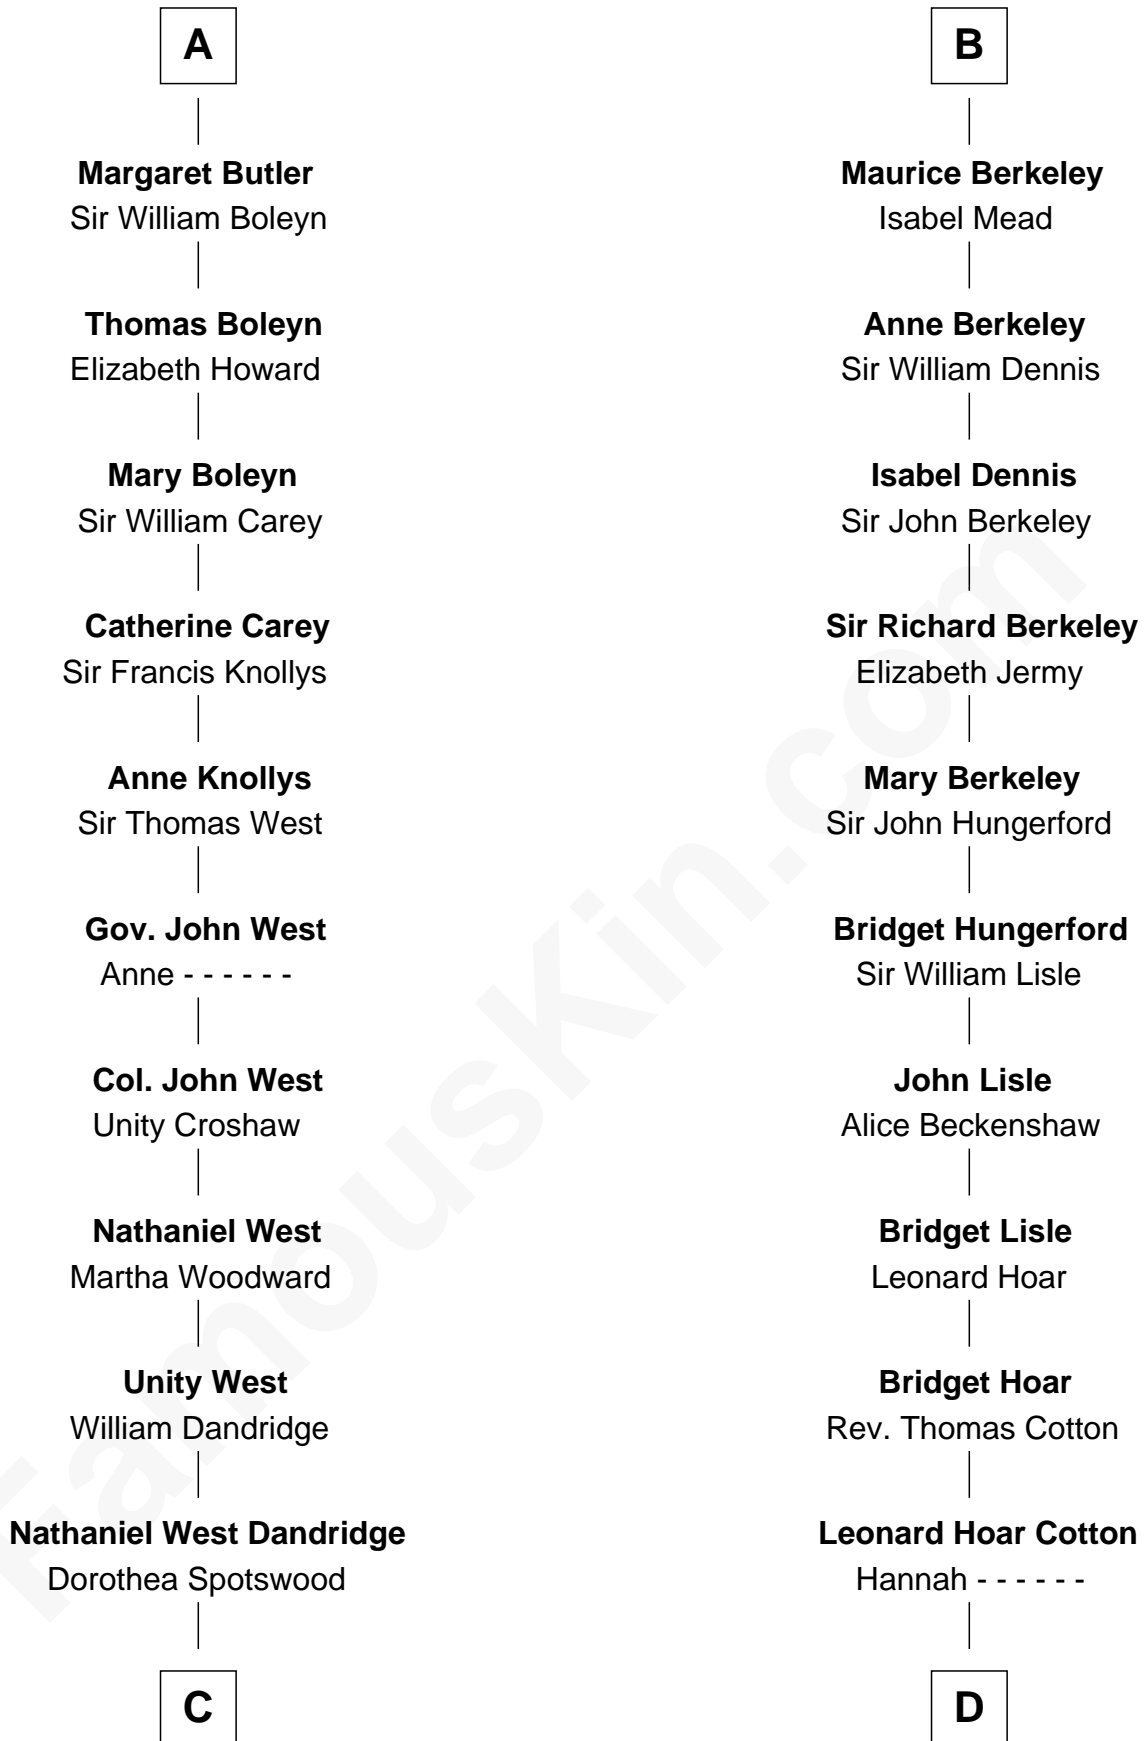 A
Margaret Butler
Sir William Boleyn
Thomas Boleyn
Elizabeth Howard
Mary Boleyn
Sir William Carey
Catherine Carey
Sir Francis Knollys
Anne Knollys
Sir Thomas West
Gov. John West
Anne - - - - - -
Col. John West
Unity Croshaw
Nathaniel West
Martha Woodward
Unity West
William Dandridge
Nathaniel West Dandridge
Dorothea Spotswood
C
B
Maurice Berkeley
Isabel Mead
Anne Berkeley
Sir William Dennis
Isabel Dennis
Sir John Berkeley
Sir Richard Berkeley
Elizabeth Jermy
Mary Berkeley
Sir John Hungerford
Bridget Hungerford
Sir William Lisle
John Lisle
Alice Beckenshaw
Bridget Lisle
Leonard Hoar
Bridget Hoar
Rev. Thomas Cotton
Leonard Hoar Cotton
Hannah - - - - - -
D
FamousKin.com